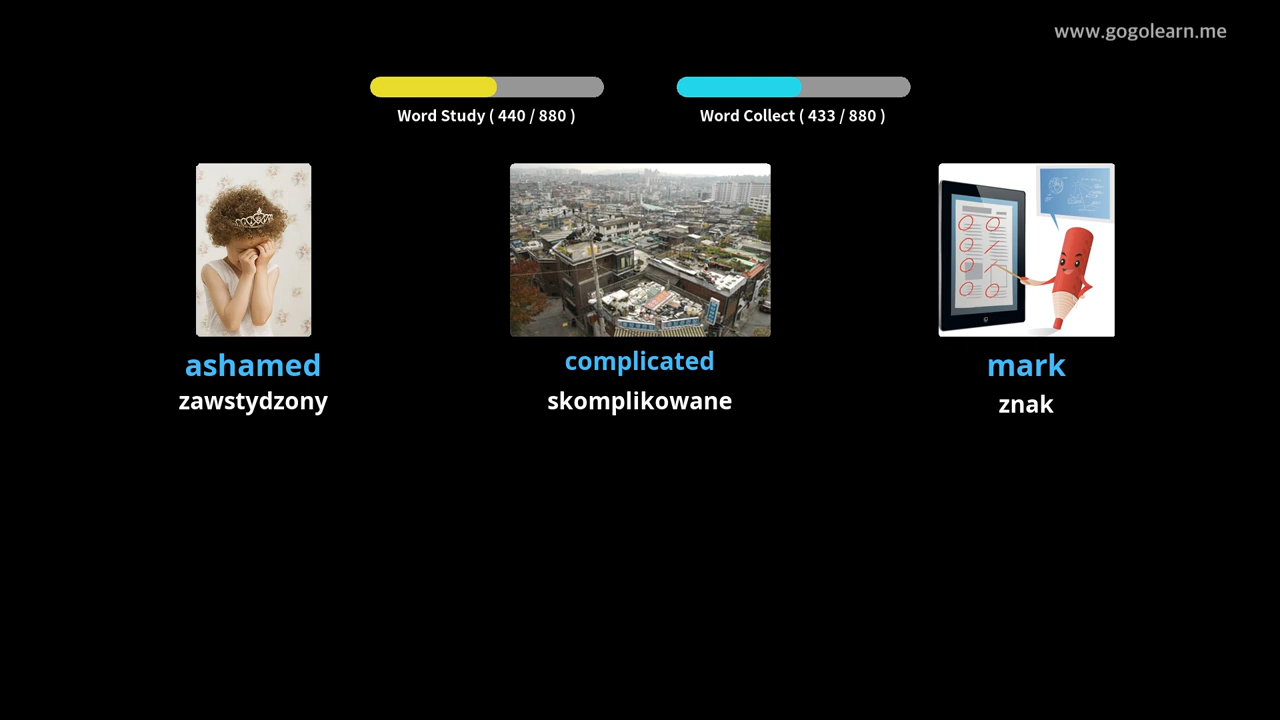 www.gogolearn.me
Word Study ( 440 / 880 )
Word Collect ( 433 / 880 )
ashamed
complicated
mark
zawstydzony
skomplikowane
znak